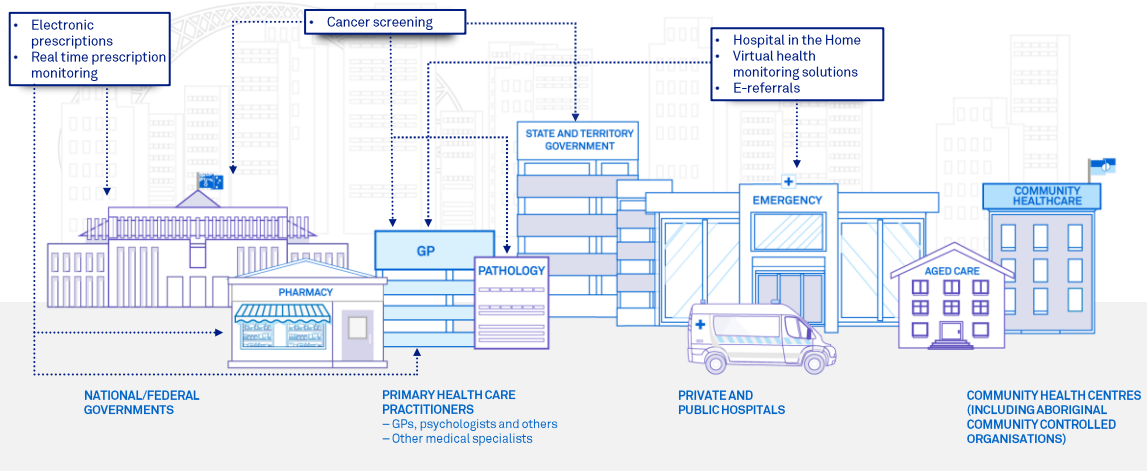 • Electronic
prescriptions
• Real time prescription
monitoring
• Cancer screening
• Hospital in the Home
• Virtual health
monitoring solutions
• E-referrals
STATE AND TERRITORY
GOVERNMENT
EMERGENCY
COMMUNITY
HEALTHCARE
GP
PATHOLOGY
AGED CARE
PHARMACY
NATIONAL/FEDERAL
GOVERNMENTS
PRIMARY HEALTH CARE
PRACTITIONERS
– GPs, psychologists and others
– Other medical specialists
PRIVATE AND
PUBLIC HOSPITALS
COMMUNITY HEALTH CENTRES
(INCLUDING ABORIGINAL
COMMUNITY CONTROLLED
ORGANISATIONS)